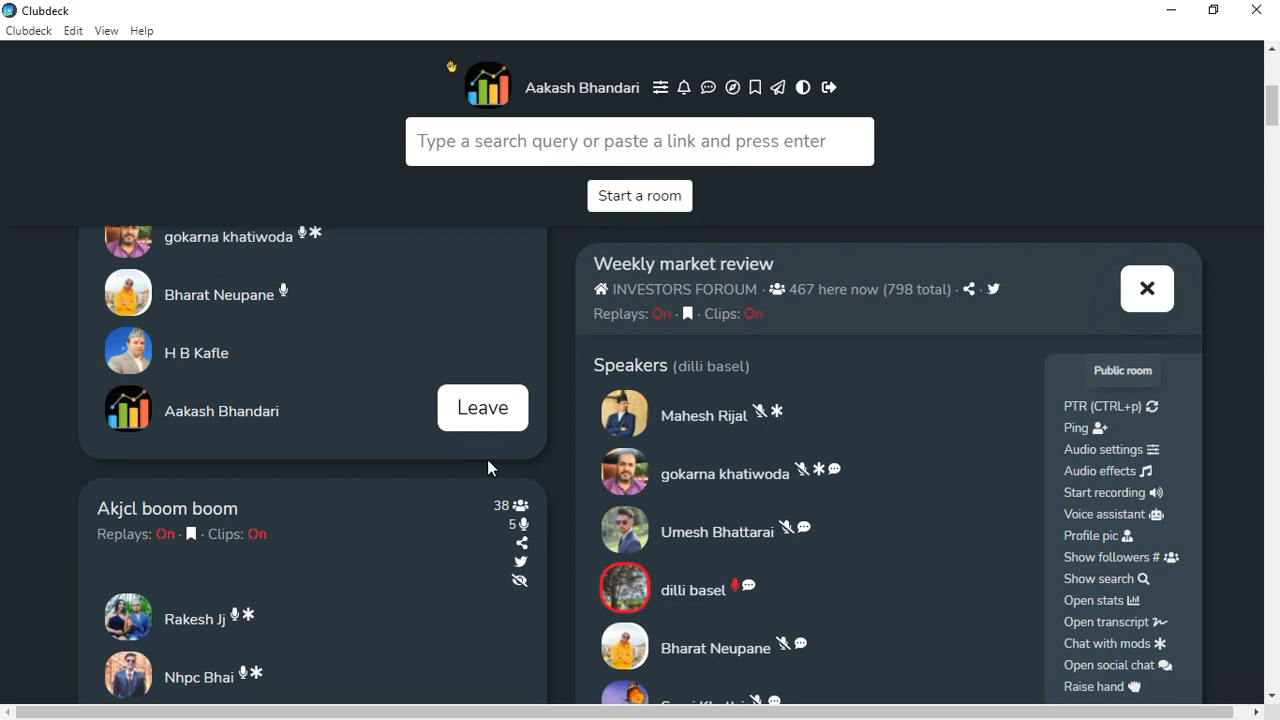 Clubdeck
Clubdeck Edit View Help
Aakash Bhandari
Type a search query or paste a link and press enter
Start a room
gokarna khatiwoda
Bharat Neupane
H B Kafle
Aakash Bhandari
Leave
Akjcl boom boom
38
Replays: On · Clips: On
5
Rakesh Jj
Nhpc Bhai
Weekly market review
INVESTORS FOROUM · 467 here now (798 total) · ·
Replays: On · · Clips: On
Speakers (dilli basel)
Mahesh Rijal
gokarna khatiwoda
Umesh Bhattarai
dilli basel
Bharat Neupane
Public room
PTR (CTRL+p)
Ping
Audio settings
Audio effects
Start recording
Voice assistant
Profile pic
Show followers #
Show search
Open stats
Open transcript
Chat with mods
Open social chat
Raise hand